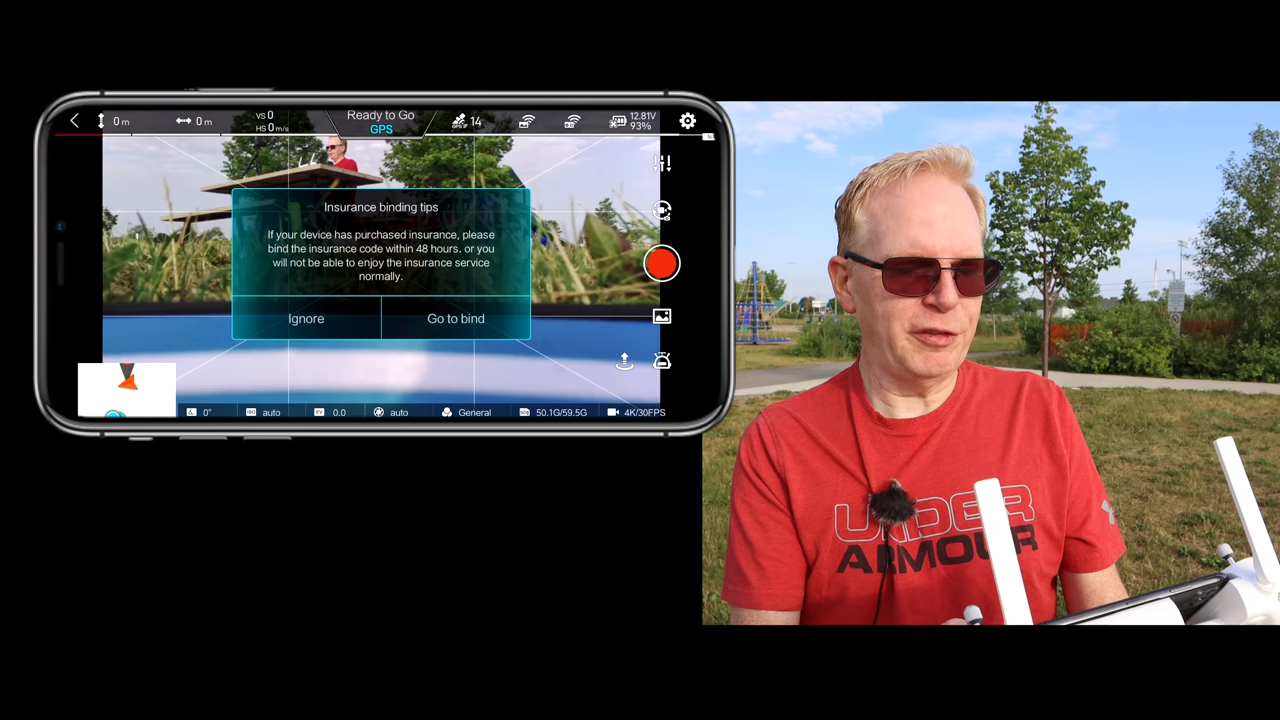 0 m
0 m
VS 0
HS 0 m/s
Ready to Go
GPS
14
12.81V
93%
Insurance binding tips
If your device has purchased insurance, please
bind the insurance code within 48 hours. or you
will not be able to enjoy the insurance service
normally.
Ignore
Go to bind
0°
ISO auto
EV 0.0
auto
General
50.1G/59.5G
4K/30FPS
UNDER
ARMOUR